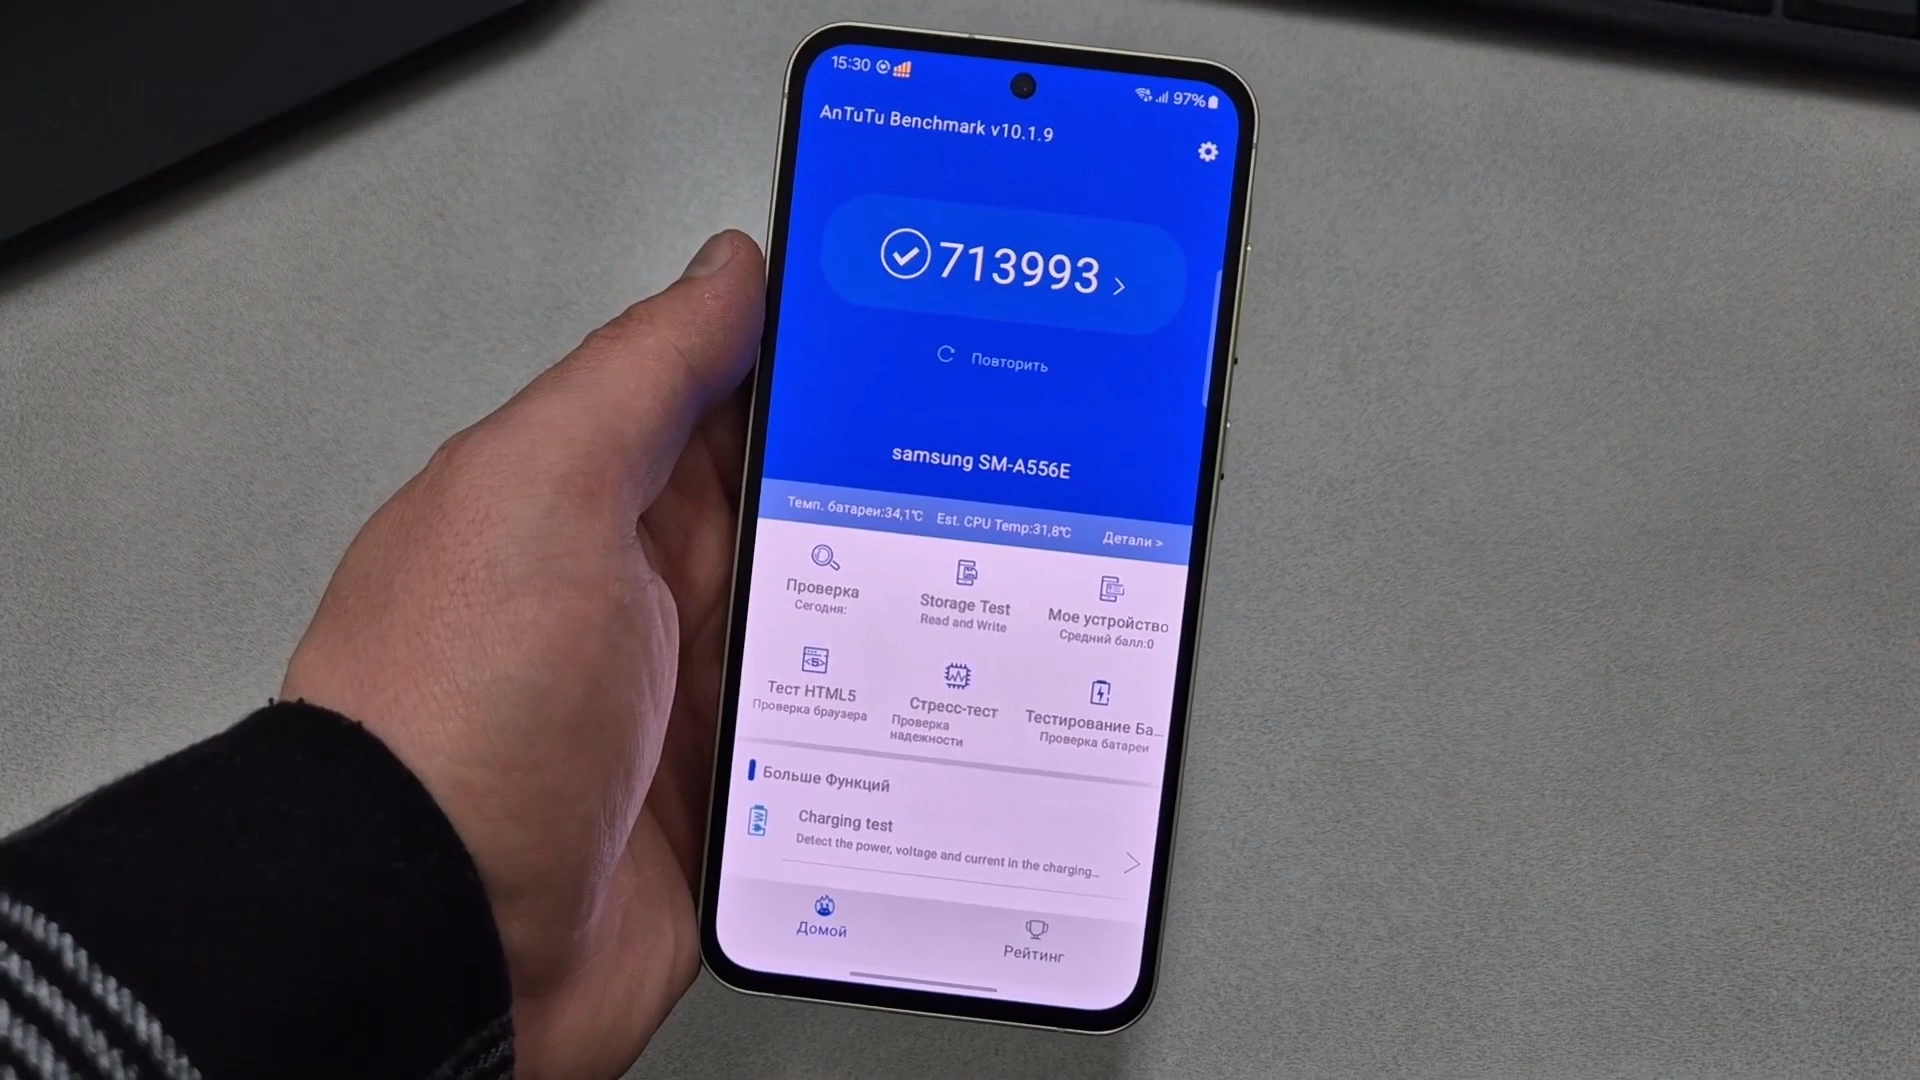 15:30
97%
AnTuTu Benchmark v10.1.9
713993 >
Повторить
samsung SM-A556E
Темп. батареи:34,1℃ Est. CPU Temp:31,8℃ Детали >
Проверка
Сегодня:
Storage Test
Read and Write
Мое устройство
Средний балл:0
Тест HTML5
Проверка браузера
Стресс-тест
Проверка
надежности
Тестирование Ба...
Проверка батареи
Больше Функций
Charging test
Detect the power, voltage and current in the charging...
Домой
Рейтинг